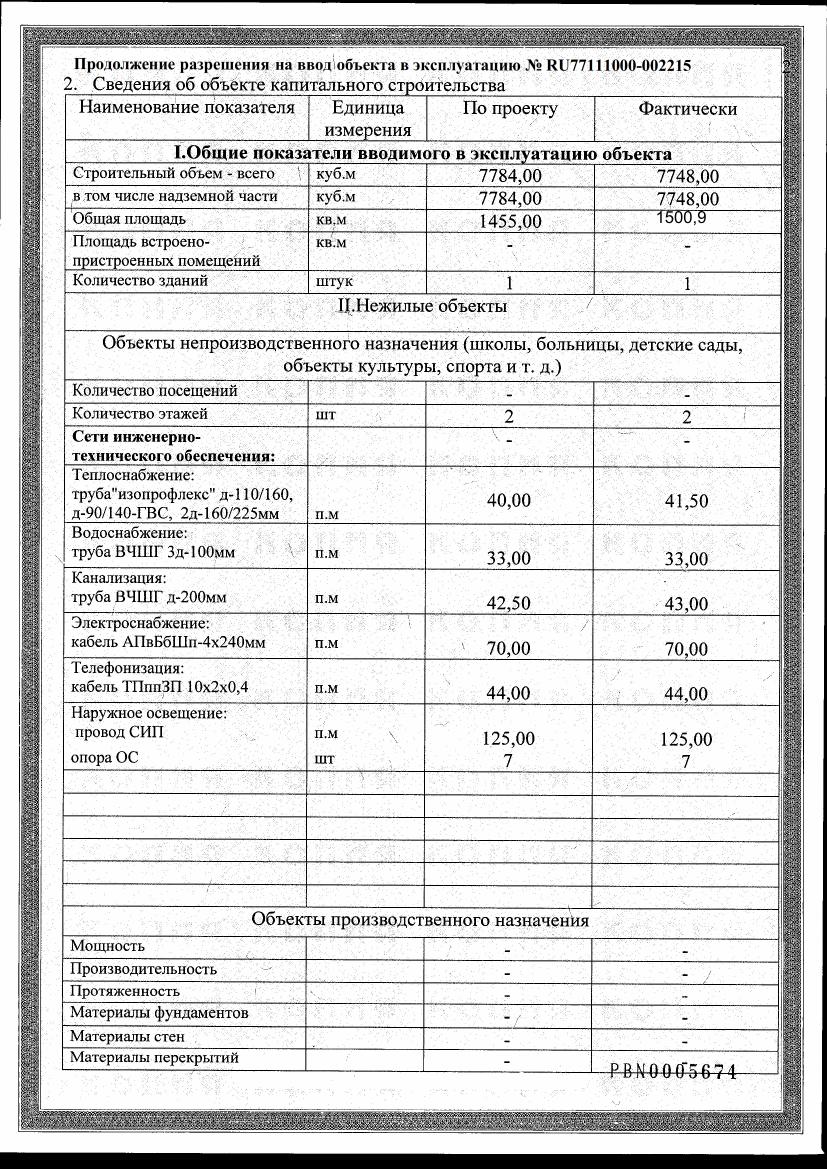 Продолжение разрешения на ввод объекта в эксплуатацию № RU77111000-002215
2
2. Сведения об объекте капитального строительства
Наименование показателя Единица измерения По проекту Фактически
I.Общие показатели вводимого в эксплуатацию объекта
Строительный объем - всего куб.м 7784,00 7748,00
в том числе надземной части куб.м 7784,00 7748,00
Общая площадь кв.м 1455,00 1500,9
Площадь встроено- кв.м - -
пристроенных помещений
Количество зданий штук 1 1
II.Нежилые объекты
Объекты непроизводственного назначения (школы, больницы, детские сады,
объекты культуры, спорта и т. д.)
Количество посещений - -
Количество этажей шт 2 2
Сети инженерно- - -
технического обеспечения:
Теплоснабжение:
труба"изопрофлекс" д-110/160, 40,00 41,50
д-90/140-ГВС, 2д-160/225мм п.м
Водоснабжение:
труба ВЧШГ 3д-100мм п.м 33,00 33,00
Канализация:
труба ВЧШГ д-200мм п.м 42,50 43,00
Электроснабжение:
кабель АПвБбШп-4х240мм п.м 70,00 70,00
Телефонизация:
кабель ТПппЗП 10х2х0,4 п.м 44,00 44,00
Наружное освещение:
провод СИП п.м 125,00 125,00
опора ОС шт 7 7
Объекты производственного назначения
Мощность - -
Производительность - -
Протяженность - -
Материалы фундаментов - -
Материалы стен - -
Материалы перекрытий - -
PBN0005674